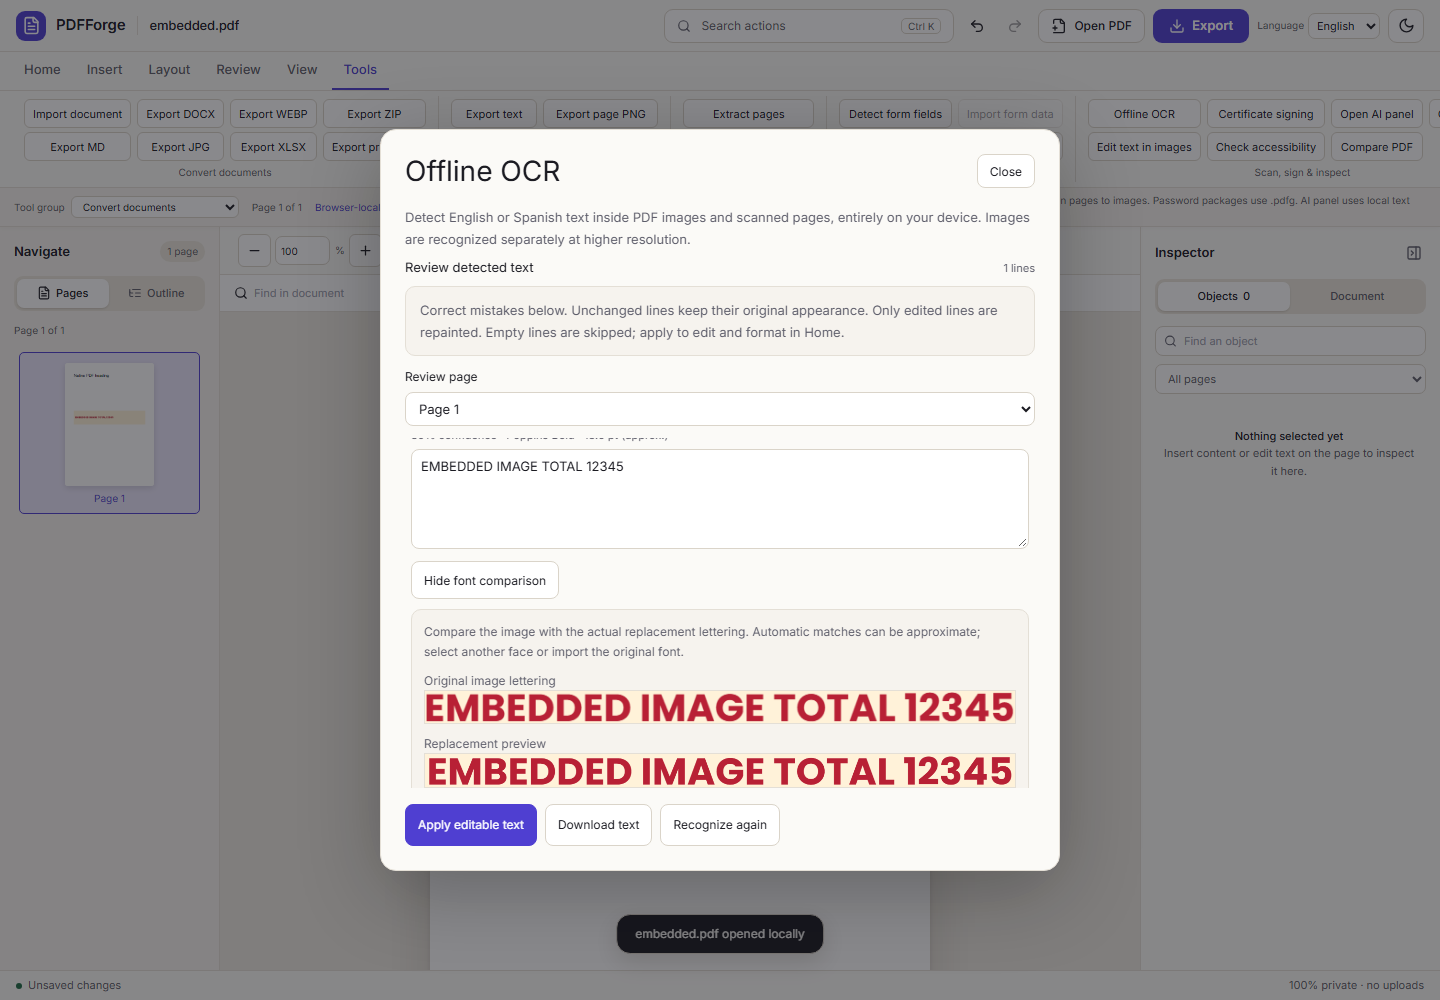 PDFForge embedded.pdf Search actions Ctrl K Open PDF Export Language English
Home Insert Layout Review View Tools
Import document Export DOCX Export WEBP Export ZIP Export text Export page PNG Extract pages Detect form fields Import form data Offline OCR Certificate signing Open AI panel
Export MD Export JPG Export XLSX Export pr Edit text in images Check accessibility Compare PDF
Convert documents Scan, sign & inspect
Tool group Convert documents Page 1 of 1 Browser-local n pages to images. Password packages use .pdfg. AI panel uses local text
Navigate 1 page
100 %
Pages Outline
Find in document
Page 1 of 1
Page 1
Offline OCR Close
Detect English or Spanish text inside PDF images and scanned pages, entirely on your device. Images
are recognized separately at higher resolution.
Review detected text 1 lines
Correct mistakes below. Unchanged lines keep their original appearance. Only edited lines are
repainted. Empty lines are skipped; apply to edit and format in Home.
Review page
Page 1
EMBEDDED IMAGE TOTAL 12345
Hide font comparison
Compare the image with the actual replacement lettering. Automatic matches can be approximate;
select another face or import the original font.
Original image lettering
EMBEDDED IMAGE TOTAL 12345
Replacement preview
EMBEDDED IMAGE TOTAL 12345
Apply editable text Download text Recognize again
embedded.pdf opened locally
Inspector
Objects 0 Document
Find an object
All pages
Nothing selected yet
Insert content or edit text on the page to inspect
it here.
Unsaved changes 100% private · no uploads